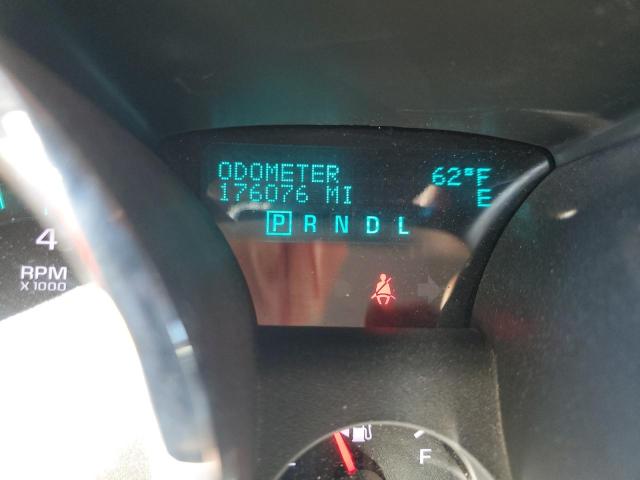 ODOMETER 62°F
176076 MI E
P R N D L
4
RPM
X 1000
F